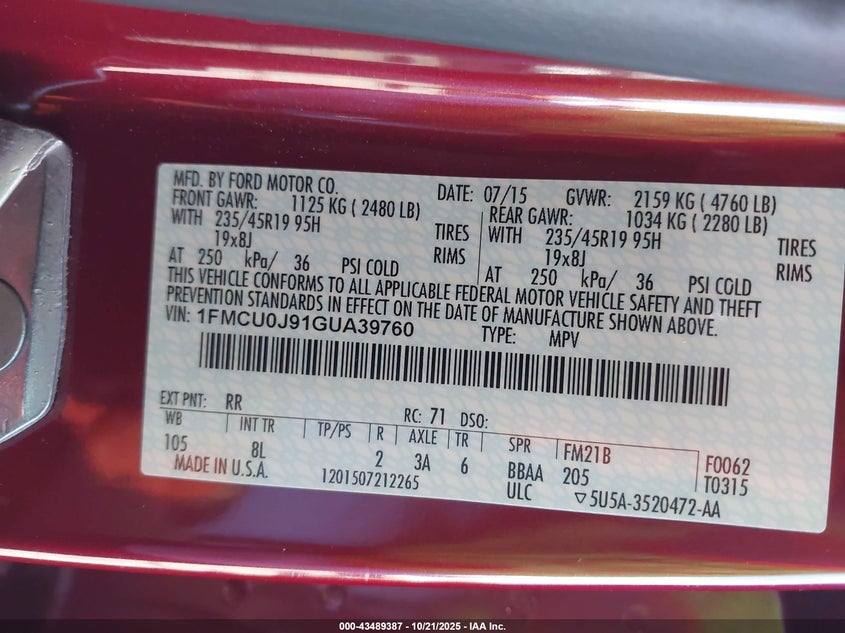 MFD. BY FORD MOTOR CO. DATE: 07/15 GVWR: 2159 KG ( 4760 LB)
FRONT GAWR: 1125 KG ( 2480 LB) REAR GAWR: 1034 KG ( 2280 LB)
WITH 235/45R19 95H TIRES WITH 235/45R19 95H TIRES
19x8J RIMS 19x8J RIMS
AT 250 kPa/ 36 PSI COLD AT 250 kPa/ 36 PSI COLD
THIS VEHICLE CONFORMS TO ALL APPLICABLE FEDERAL MOTOR VEHICLE SAFETY AND THEFT
PREVENTION STANDARDS IN EFFECT ON THE DATE OF MANUFACTURE SHOWN ABOVE.
VIN: 1FMCU0J91GUA39760 TYPE: MPV
EXT PNT: RR RC: 71 DSO:
WB INT TR TP/PS R AXLE TR SPR FM21B F0062
105 8L 2 3A 6 BBAA 205 T0315
MADE IN U.S.A. 1201507212265 ULC ▽5U5A-3520472-AA
000-43489387 - 10/21/2025 - IAA Inc.